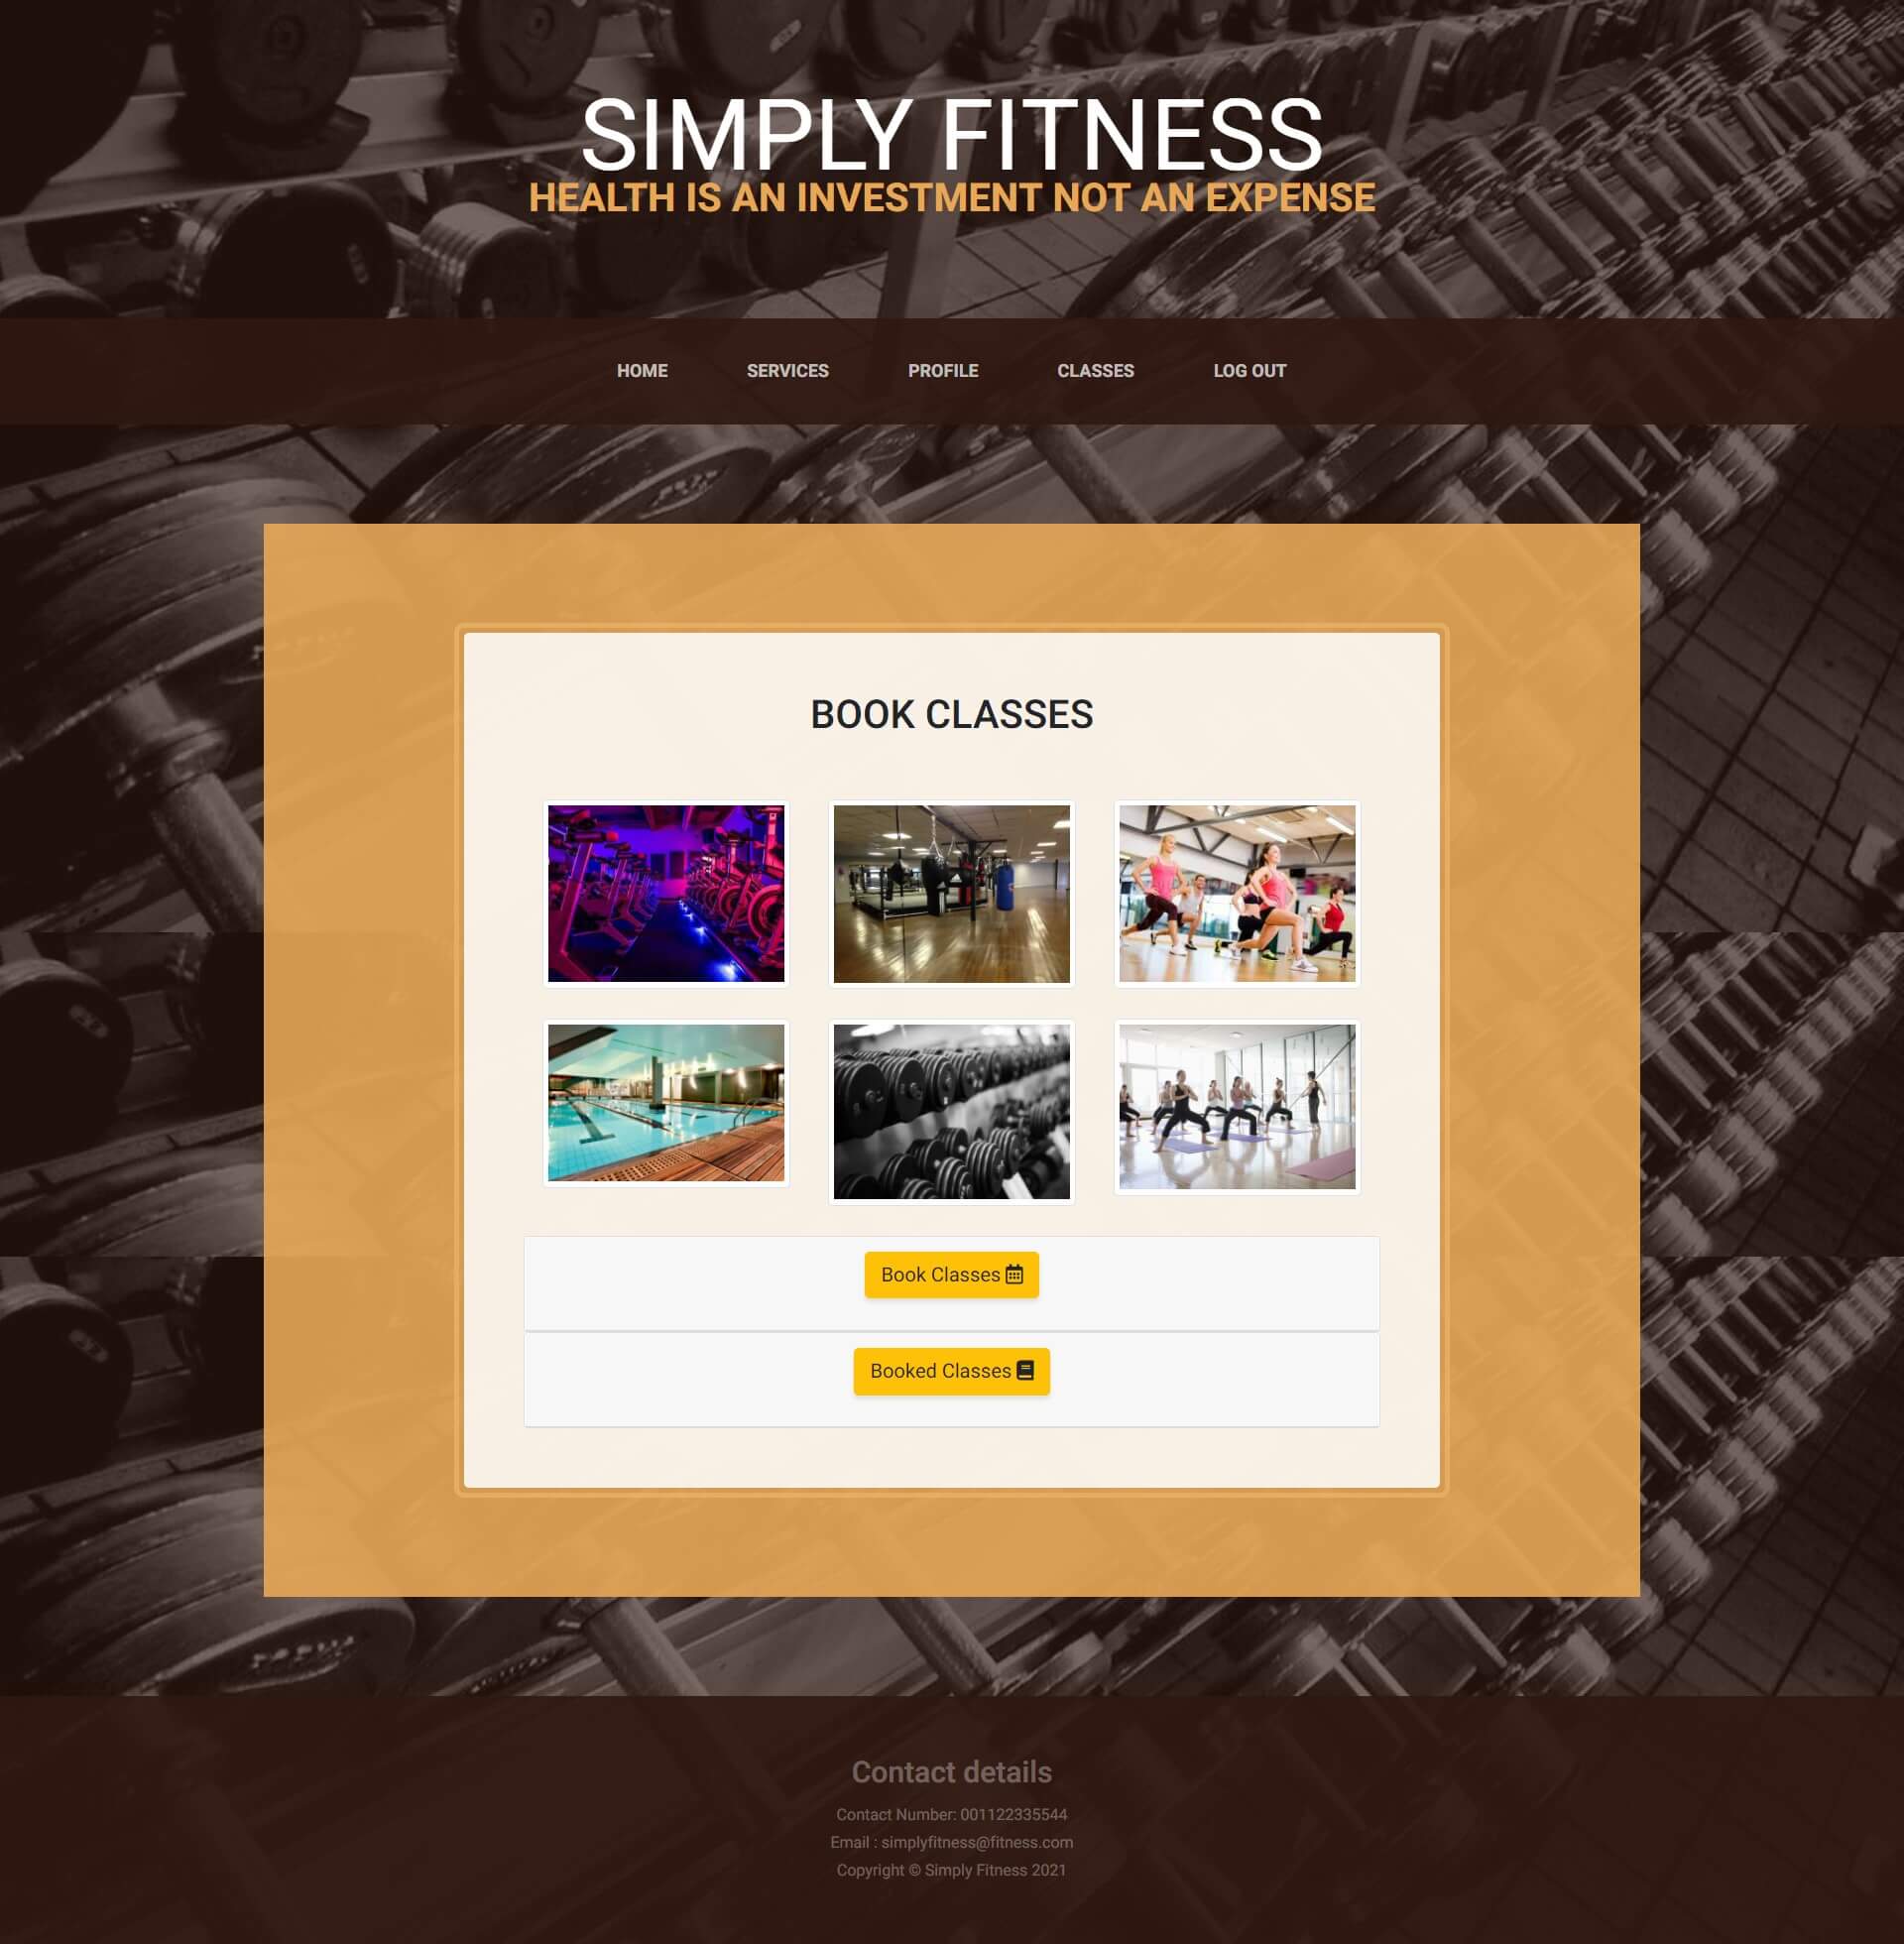 SIMPLY FITNESS
HEALTH IS AN INVESTMENT NOT AN EXPENSE
HOME SERVICES PROFILE CLASSES LOG OUT
BOOK CLASSES
Book Classes
Booked Classes
Contact details
Contact Number: 001122335544
Email : simplyfitness@fitness.com
Copyright © Simply Fitness 2021